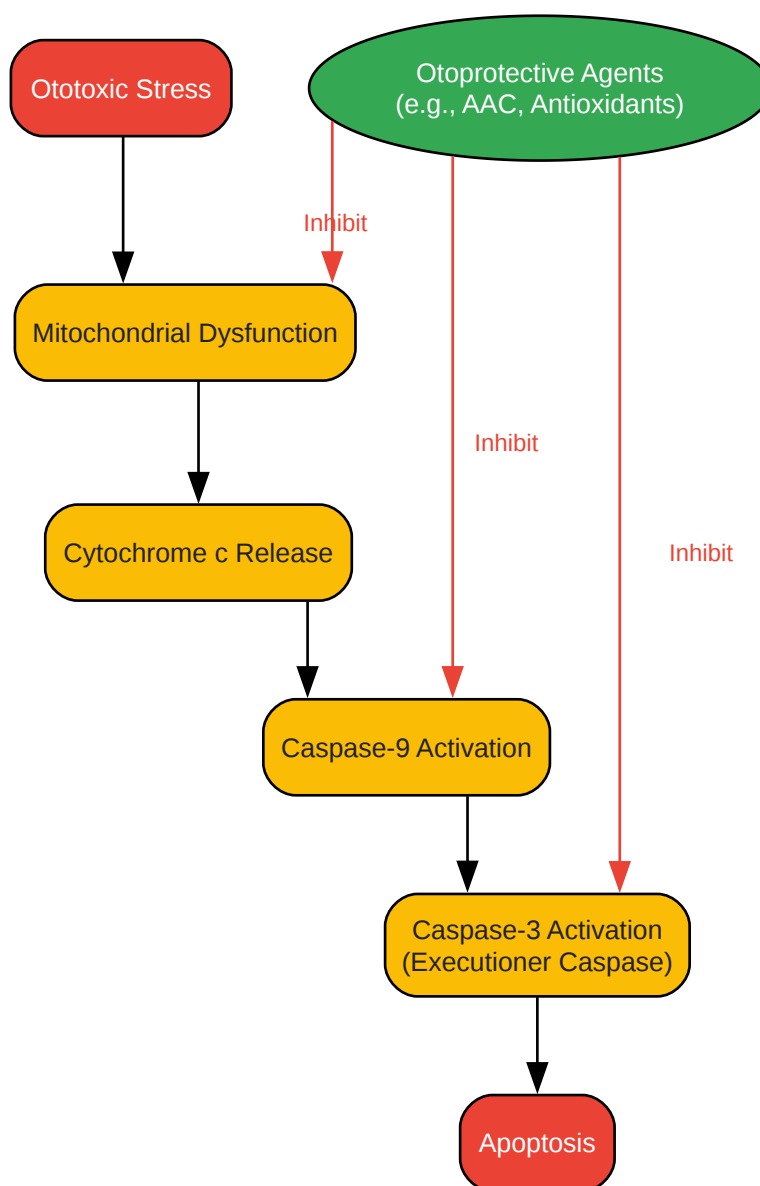 Ototoxic Stress
Otoprotective Agents
(e.g., AAC, Antioxidants)
Inhibit
Mitochondrial Dysfunction
Inhibit
Cytochrome c Release
Inhibit
Caspase-9 Activation
Caspase-3 Activation
(Executioner Caspase)
Apoptosis